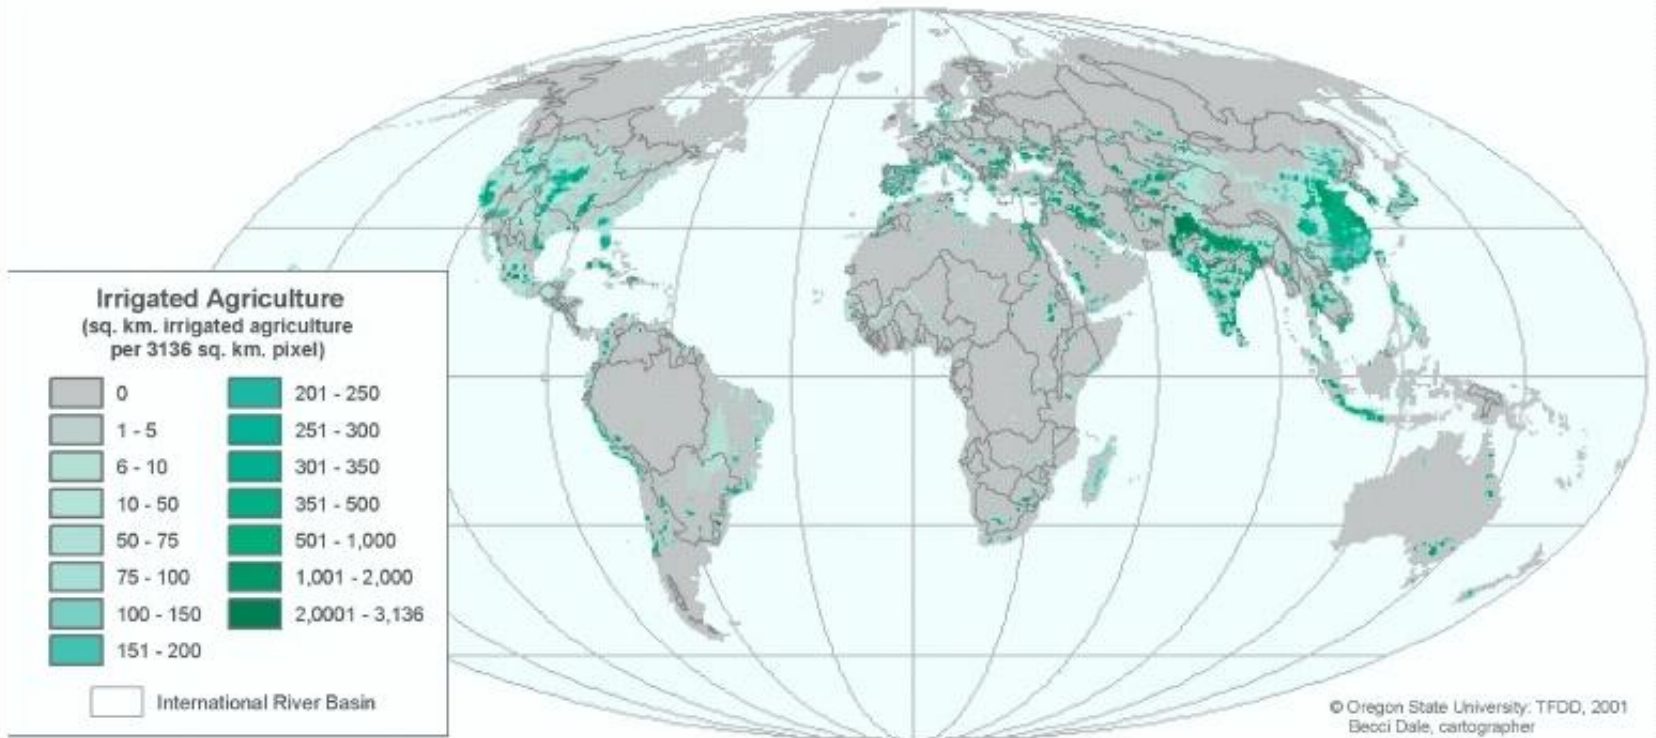 Irrigated Agriculture
(sq. km. irrigated agriculture
per 3136 sq. km. pixel)
0
1 - 5
6 - 10
10 - 50
50 - 75
75 - 100
100 - 150
151 - 200
201 - 250
251 - 300
301 - 350
351 - 500
501 - 1,000
1,001 - 2,000
2,0001 - 3,136
International River Basin
© Oregon State University: TFDD, 2001
Becci Dale, cartographer